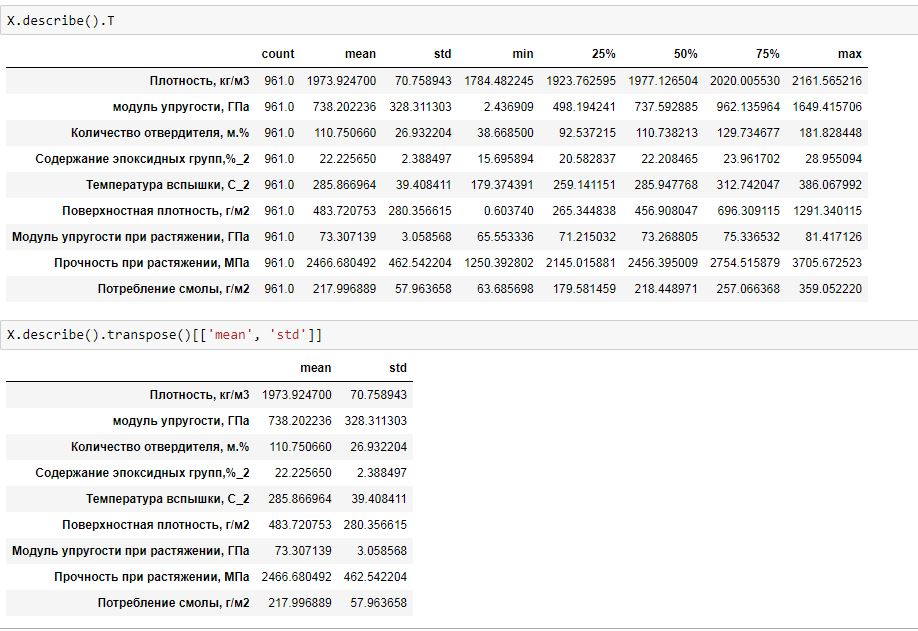 X.describe().T
count mean std min 25% 50% 75% max
Плотность, кг/м3 961.0 1973.924700 70.758943 1784.482245 1923.762595 1977.126504 2020.005530 2161.565216
модуль упругости, ГПа 961.0 738.202236 328.311303 2.436909 498.194241 737.592885 962.135964 1649.415706
Количество отвердителя, м.% 961.0 110.750660 26.932204 38.668500 92.537215 110.738213 129.734677 181.828448
Содержание эпоксидных групп,%_2 961.0 22.225650 2.388497 15.695894 20.582837 22.208465 23.961702 28.955094
Температура вспышки, С_2 961.0 285.866964 39.408411 179.374391 259.141151 285.947768 312.742047 386.067992
Поверхностная плотность, г/м2 961.0 483.720753 280.356615 0.603740 265.344838 456.908047 696.309115 1291.340115
Модуль упругости при растяжении, ГПа 961.0 73.307139 3.058568 65.553336 71.215032 73.268805 75.336532 81.417126
Прочность при растяжении, МПа 961.0 2466.680492 462.542204 1250.392802 2145.015881 2456.395009 2754.515879 3705.672523
Потребление смолы, г/м2 961.0 217.996889 57.963658 63.685698 179.581459 218.448971 257.066368 359.052220
X.describe().transpose()[['mean', 'std']]
mean std
Плотность, кг/м3 1973.924700 70.758943
модуль упругости, ГПа 738.202236 328.311303
Количество отвердителя, м.% 110.750660 26.932204
Содержание эпоксидных групп,%_2 22.225650 2.388497
Температура вспышки, С_2 285.866964 39.408411
Поверхностная плотность, г/м2 483.720753 280.356615
Модуль упругости при растяжении, ГПа 73.307139 3.058568
Прочность при растяжении, МПа 2466.680492 462.542204
Потребление смолы, г/м2 217.996889 57.963658